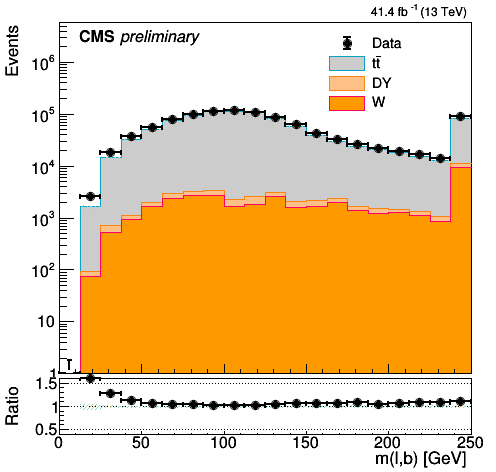 41.4 fb⁻¹ (13 TeV)
CMS preliminary
Data
tt̄
DY
W
Events
10⁶
10⁵
10⁴
10³
10²
10
1
Ratio
1.5
1
0.5
0 50 100 150 200 250
m(l,b) [GeV]